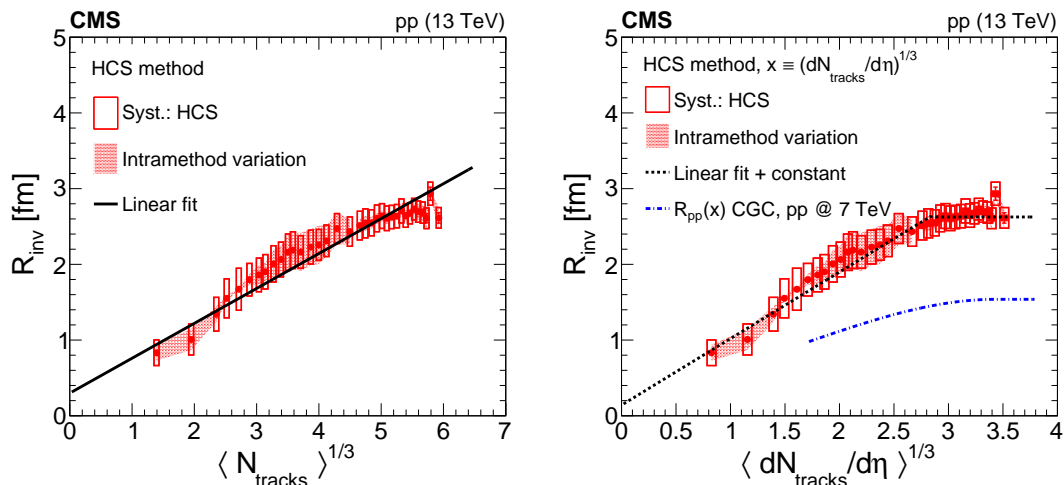 CMS pp (13 TeV)
HCS method
Syst.: HCS
Intramethod variation
Linear fit
R_inv [fm]
5
4
3
2
1
0
0 1 2 3 4 5 6 7
⟨ N_tracks ⟩^1/3
CMS pp (13 TeV)
HCS method, x ≡ (dN_tracks/dη)^1/3
Syst.: HCS
Intramethod variation
Linear fit + constant
R_pp(x) CGC, pp @ 7 TeV
R_inv [fm]
5
4
3
2
1
0
0 0.5 1 1.5 2 2.5 3 3.5 4
⟨ dN_tracks/dη ⟩^1/3